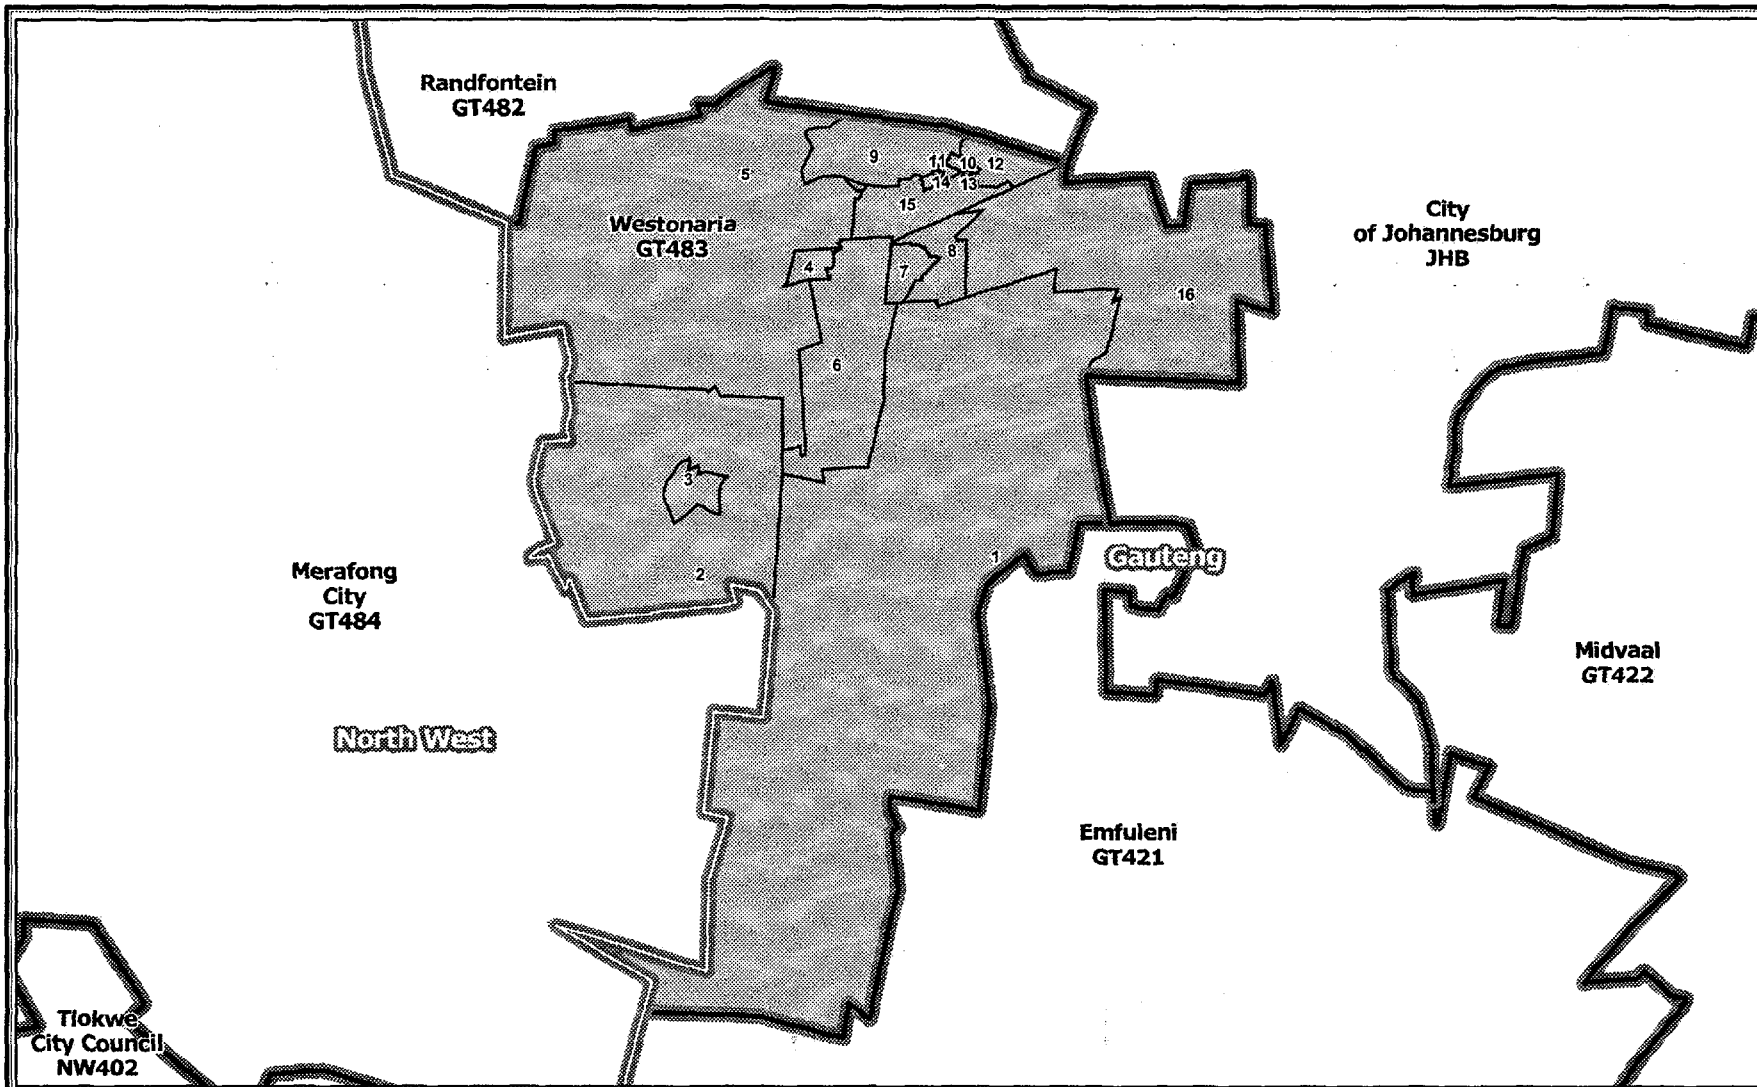 Randfontein
GT482
9
11
10
12
5
14
13
15
Westonaria
GT483
City
of Johannesburg
JHB
8
4
7
16
6
3
Merafong
City
GT484
2
1
Gauteng
Midvaal
GT422
North West
Emfuleni
GT421
Tlokwe
City Council
NW402